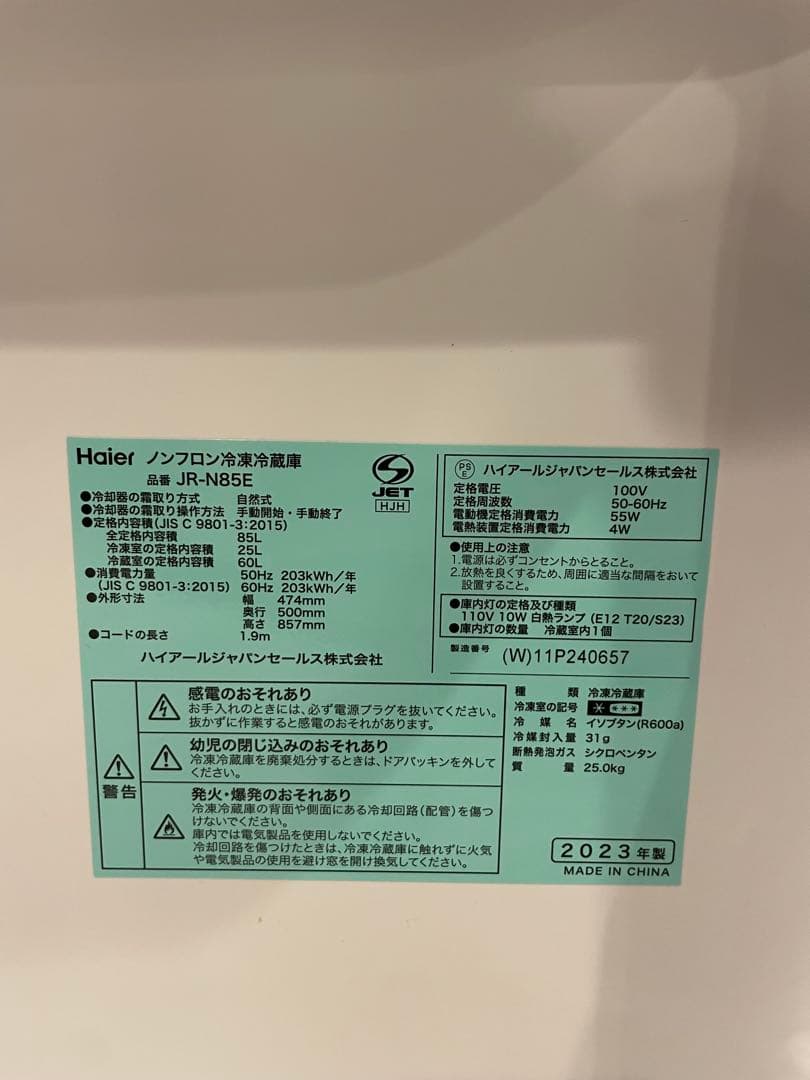 Haier ノンフロン冷凍冷蔵庫
品番 JR-N85E
●冷却器の霜取り方式 自然式
●冷却器の霜取り操作方法 手動開始・手動終了
●定格内容積(JIS C 9801-3:2015)
全定格内容積 85L
冷凍室の定格内容積 25L
冷蔵室の定格内容積 60L
●消費電力量 50Hz 203kWh/年
(JIS C 9801-3:2015) 60Hz 203kWh/年
●外形寸法 幅 474mm
奥行 500mm
高さ 857mm
●コードの長さ 1.9m
ハイアールジャパンセールス株式会社
JET
HJH
PS
E
ハイアールジャパンセールス株式会社
定格電圧 100V
定格周波数 50-60Hz
電動機定格消費電力 55W
電熱装置定格消費電力 4W
●使用上の注意
1.電源は必ずコンセントからとること。
2.放熱を良くするため、周囲に適当な間隔をおいて
設置すること。
●庫内灯の定格及び種類
110V 10W 白熱ランプ (E12 T20/S23)
●庫内灯の数量 冷蔵室内1個
製造番号 (W)11P240657
警告
感電のおそれあり
お手入れのときには、必ず電源プラグを抜いてください。
抜かずに作業すると感電のおそれがあります。
幼児の閉じ込みのおそれあり
冷凍冷蔵庫を廃棄処分するときは、ドアパッキンを外して
ください。
発火・爆発のおそれあり
冷凍冷蔵庫の背面や側面にある冷却回路(配管)を傷つ
けないでください。
庫内では電気製品を使用しないでください。
冷却回路を傷つけたときは、冷凍冷蔵庫に触れずに火気
や電気製品の使用を避け窓を開け換気してください。
種類 冷凍冷蔵庫
冷凍室の記号 * ***
冷媒名 イソブタン(R600a)
冷媒封入量 31g
断熱発泡ガス シクロペンタン
質量 25.0kg
2023年製
MADE IN CHINA